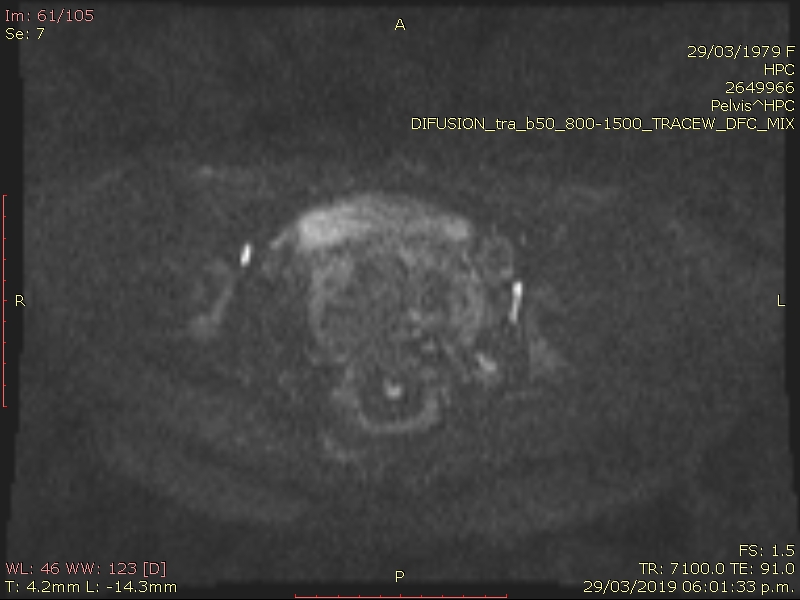 Im: 61/105
Se: 7
A
29/03/1979 F
HPC
2649966
Pelvis^HPC
DIFUSION_tra_b50_800-1500_TRACEW_DFC_MIX
R
L
WL: 46 WW: 123 [D]
T: 4.2mm L: -14.3mm
P
FS: 1.5
TR: 7100.0 TE: 91.0
29/03/2019 06:01:33 p.m.